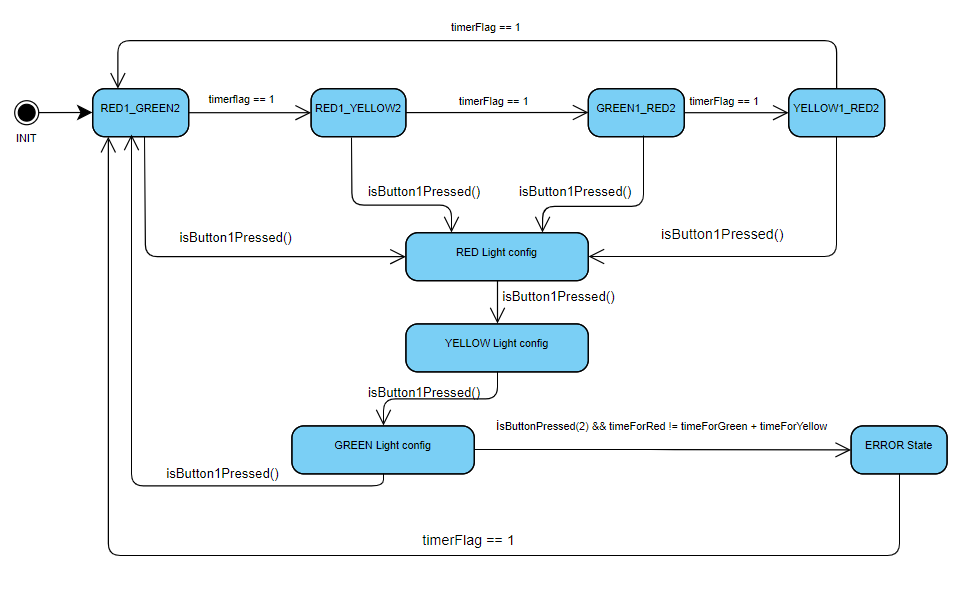 timerFlag == 1
RED1_GREEN2
timerflag == 1
RED1_YELLOW2
timerFlag == 1
GREEN1_RED2
timerFlag == 1
YELLOW1_RED2
INIT
isButton1Pressed()
isButton1Pressed()
isButton1Pressed()
isButton1Pressed()
RED Light config
isButton1Pressed()
YELLOW Light config
isButton1Pressed()
GREEN Light config
İsButtonPressed(2) && timeForRed != timeForGreen + timeForYellow
ERROR State
isButton1Pressed()
timerFlag == 1